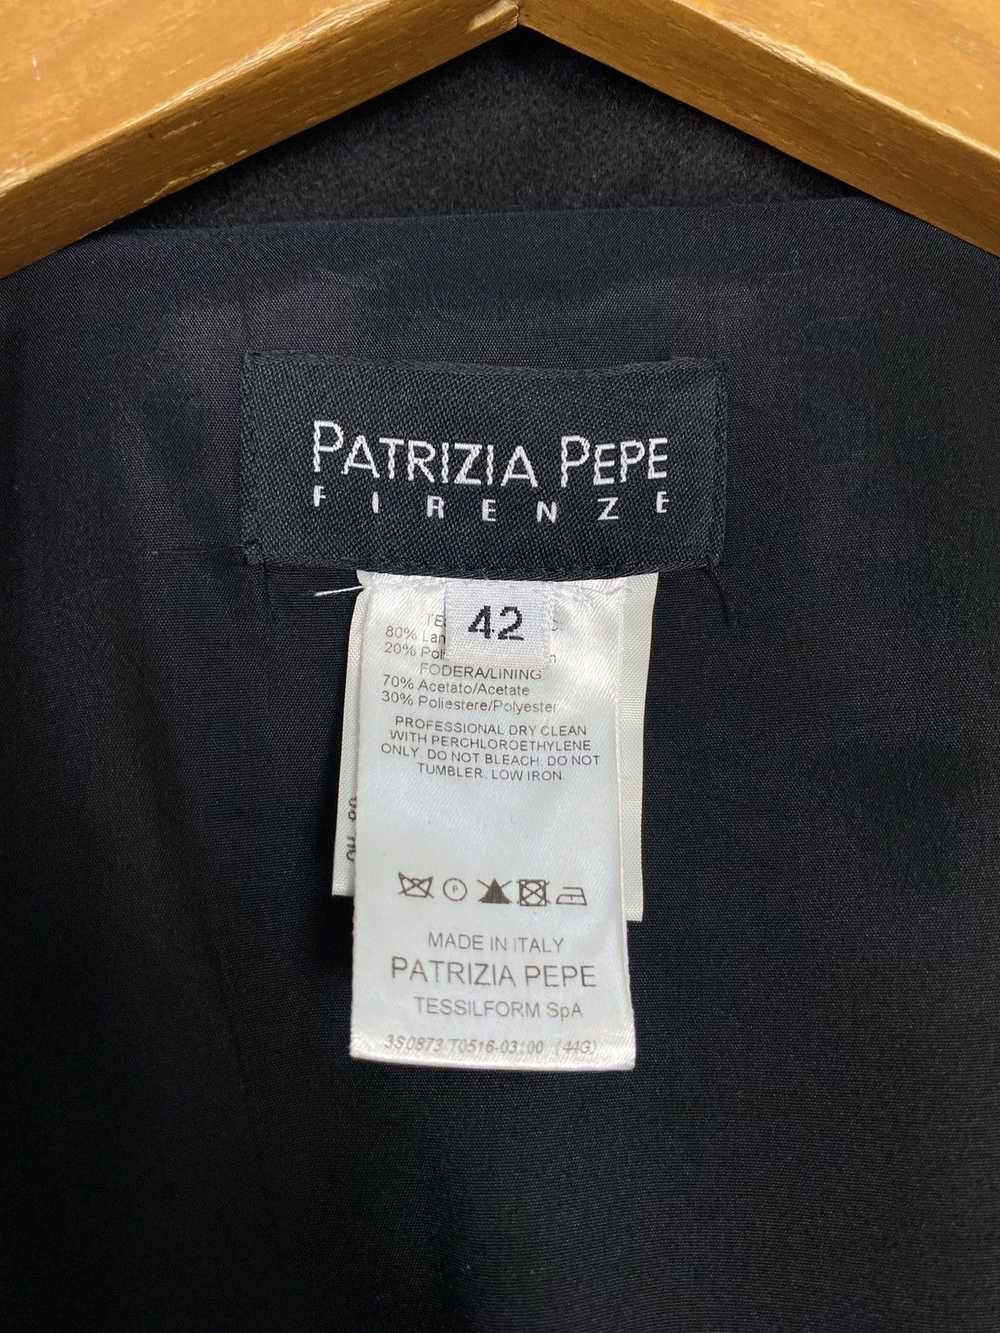 PATRIZIA PEPE
FIRENZE
42
80% Lan
20% Pol
FODERA/LINING:
70% Acetato/Acetate
30% Poliestere/Polyester
PROFESSIONAL DRY CLEAN
WITH PERCHLOROETHYLENE
ONLY. DO NOT BLEACH. DO NOT
TUMBLER. LOW IRON
P
MADE IN ITALY
PATRIZIA PEPE
TESSILFORM SpA
3S0873 T0516-03100 (44G)